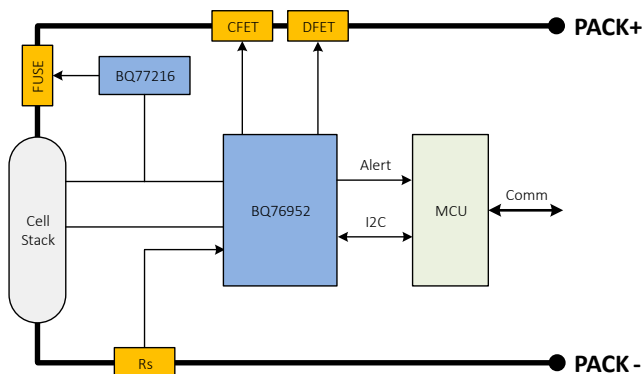 CFET
DFET
PACK+
FUSE
BQ77216
Alert
Comm
Cell
Stack
BQ76952
MCU
I2C
Rs
PACK -